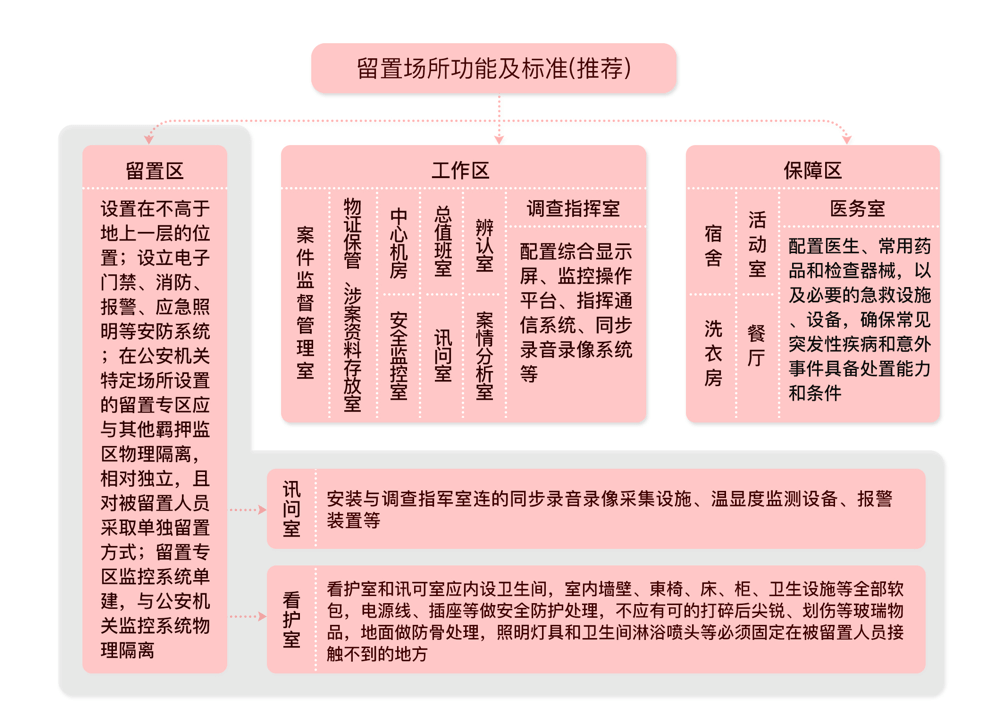 留置场所功能及标准(推荐)
留置区
设置在不高于
地上一层的位
置；设立电子
门禁、消防、
报警、应急照
明等安防系统
；在公安机关
特定场所设置
的留置专区应
与其他羁押监
区物理隔离，
相对独立，且
对被留置人员
采取单独留置
方式；留置专
区监控系统单
建，与公安机
关监控系统物
理隔离
工作区
案件监督管理室
物证保管、涉案资料存放室
中心机房
安全监控室
总值班室
讯问室
辨认室
案情分析室
调查指挥室
配置综合显示
屏、监控操作
平台、指挥通
信系统、同步
录音录像系统
等
保障区
宿舍
洗衣房
活动室
餐厅
医务室
配置医生、常用药
品和检查器械，以
及必要的急救设施
、设备，确保常见
突发性疾病和意外
事件具备处置能力
和条件
讯问室
安装与调查指军室连的同步录音录像采集设施、温显度监测设备、报警
装置等
看护室
看护室和讯可室应内设卫生间，室内墙壁、東椅、床、柜、卫生设施等全部软
包，电源线、插座等做安全防护处理，不应有可的打碎后尖锐、划伤等玻瑞物
品，地面做防骨处理，照明灯具和卫生间淋浴喷头等必须固定在被留置人员接
触不到的地方